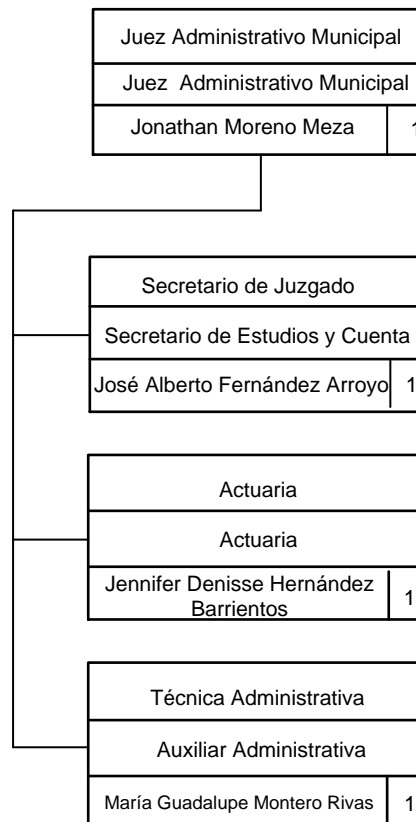 Juez Administrativo Municipal
Juez Administrativo Municipal
Jonathan Moreno Meza 1
Secretario de Juzgado
Secretario de Estudios y Cuenta
José Alberto Fernández Arroyo 1
Actuaria
Actuaria
Jennifer Denisse Hernández
Barrientos 1
Técnica Administrativa
Auxiliar Administrativa
María Guadalupe Montero Rivas 1